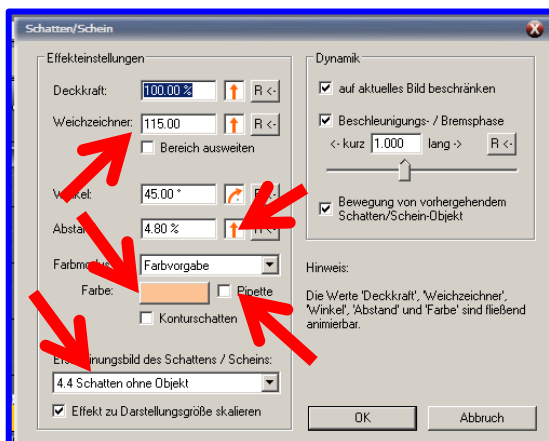 Schatten/Schein
Effekteinstellungen
Deckkraft: 100.00 % R <-
Weichzeichner: 115.00 R <-
Bereich ausweiten
45.00 ° R <-
4.80 % R <-
Farbmodus Farbvorgabe
Farbe: Pipette
Konturschatten
des Schattens / Scheins:
4.4 Schatten ohne Objekt
Effekt zu Darstellungsgröße skalieren
Dynamik
auf aktuelles Bild beschränken
Beschleunigungs- / Bremsphase
<- kurz 1.000 lang -> R <-
Bewegung von vorhergehendem
Schatten/Schein-Objekt
Hinweis:
Die Werte 'Deckkraft', 'Weichzeichner',
'Winkel', 'Abstand' und 'Farbe' sind fließend
animierbar.
OK Abbruch